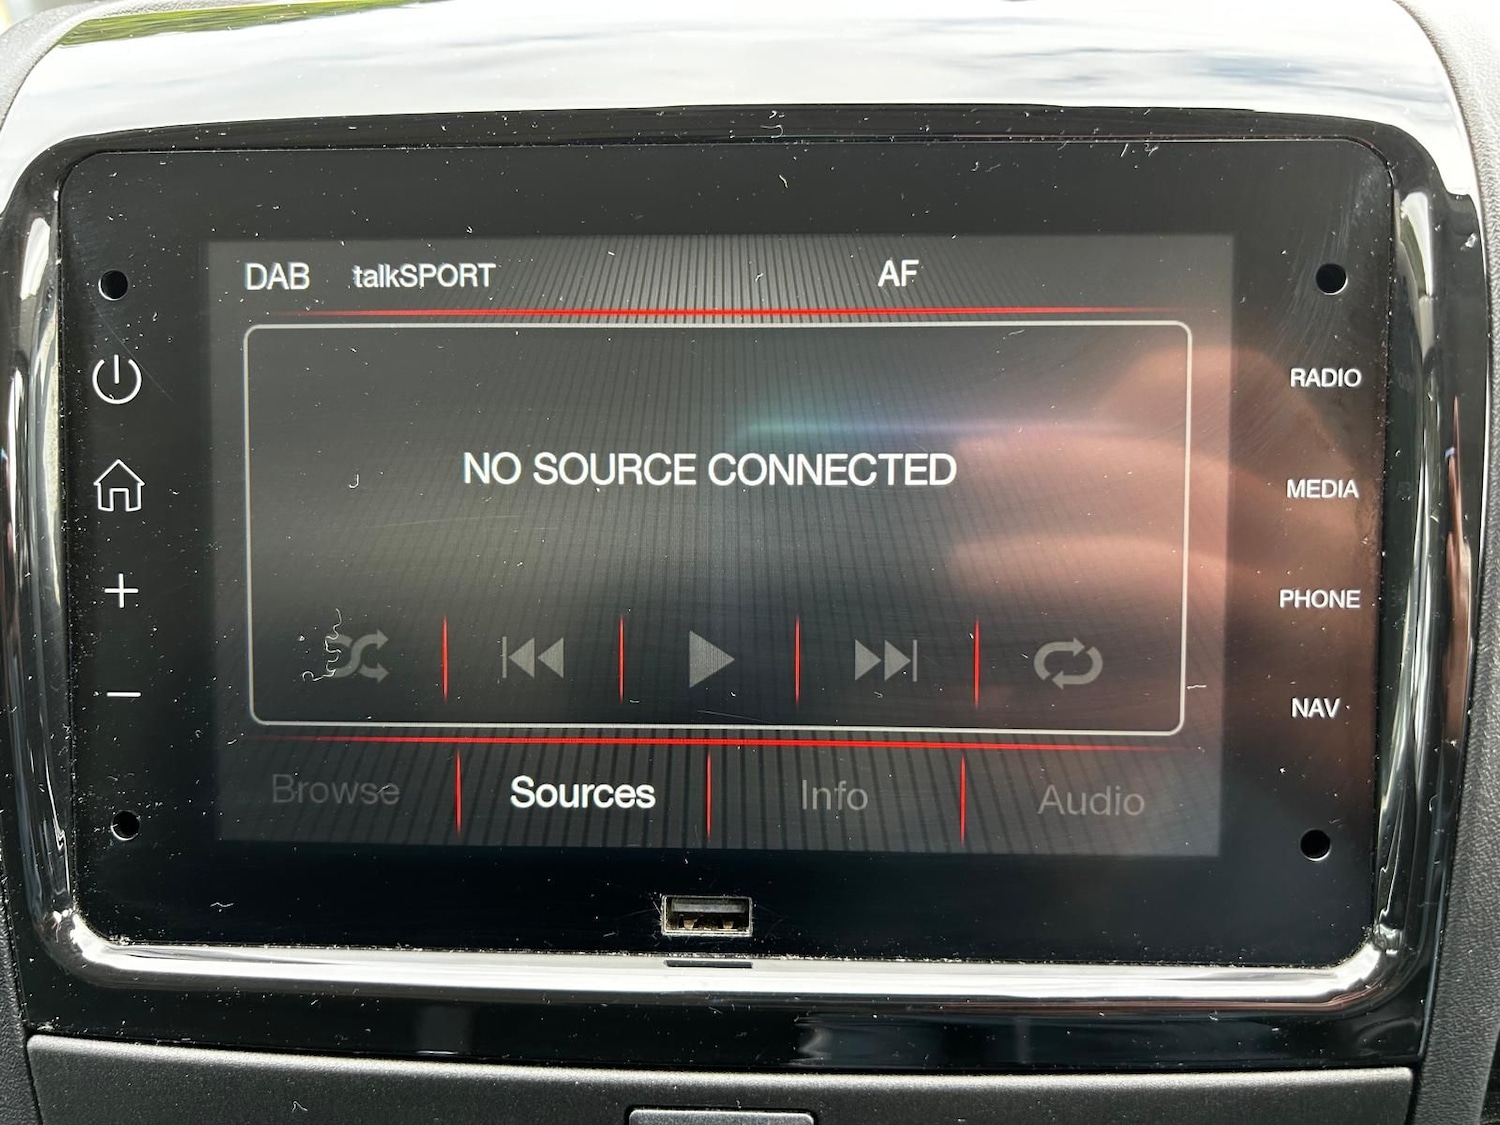 DAB talkSPORT AF
RADIO
NO SOURCE CONNECTED
MEDIA
PHONE
NAV
Browse Sources Info Audio